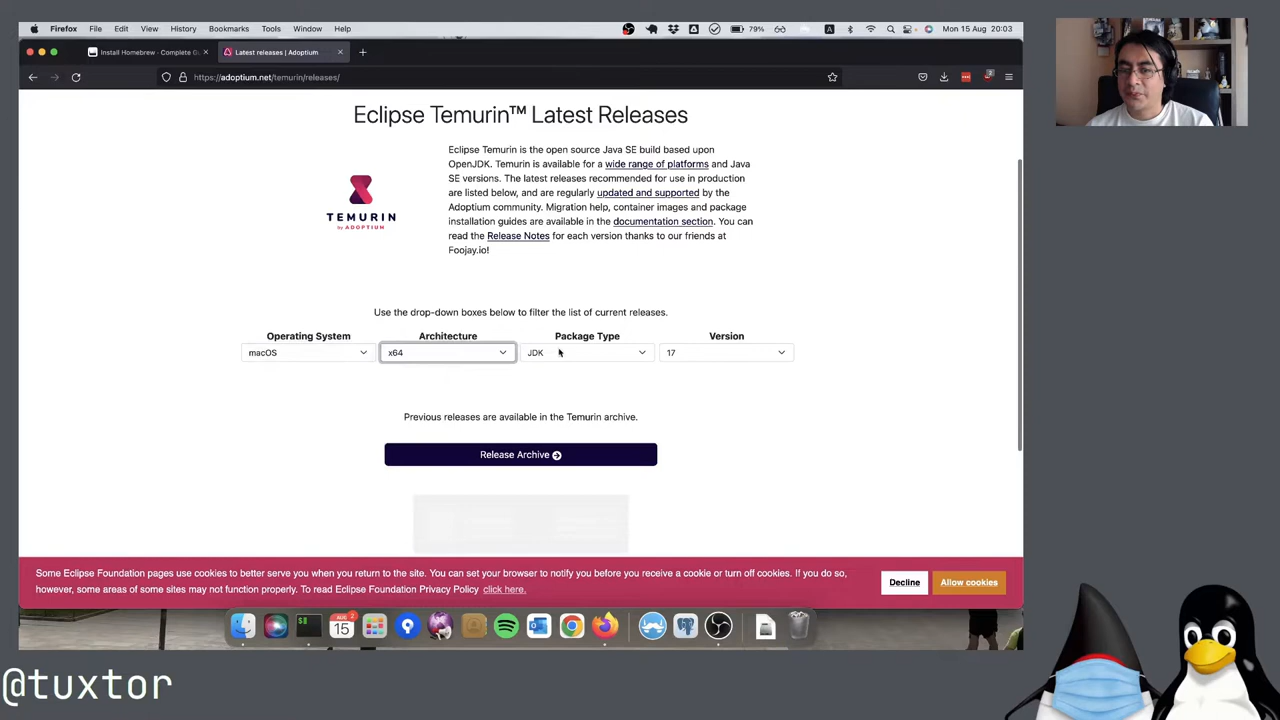 Firefox File Edit View History Bookmarks Tools Window Help
79% A Mon 15 Aug 20:03
Install Homebrew - Complete G
Latest releases | Adoptium
https://adoptium.net/temurin/releases/
Eclipse Temurin™ Latest Releases
TEMURIN
by ADOPTIUM
Eclipse Temurin is the open source Java SE build based upon
OpenJDK. Temurin is available for a wide range of platforms and Java
SE versions. The latest releases recommended for use in production
are listed below, and are regularly updated and supported by the
Adoptium community. Migration help, container images and package
installation guides are available in the documentation section. You can
read the Release Notes for each version thanks to our friends at
Foojay.io!
Use the drop-down boxes below to filter the list of current releases.
Operating System Architecture Package Type Version
macOS x64 JDK 17
Previous releases are available in the Temurin archive.
Release Archive
Some Eclipse Foundation pages use cookies to better serve you when you return to the site. You can set your browser to notify you before you receive a cookie or turn off cookies. If you do so,
however, some areas of some sites may not function properly. To read Eclipse Foundation Privacy Policy click here.
Decline
Allow cookies
AUG
15
@tuxtor